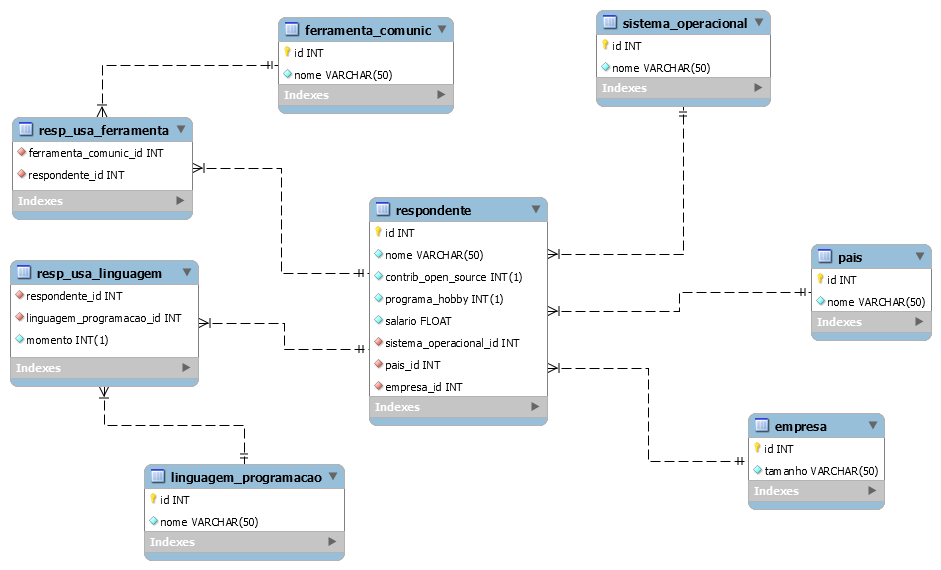 ferramenta_comunic
id INT
nome VARCHAR(50)
Indexes
sistema_operacional
id INT
nome VARCHAR(50)
Indexes
resp_usa_ferramenta
ferramenta_comunic_id INT
respondente_id INT
Indexes
respondente
id INT
nome VARCHAR(50)
contrib_open_source INT(1)
programa_hobby INT(1)
salario FLOAT
sistema_operacional_id INT
pais_id INT
empresa_id INT
Indexes
pais
id INT
nome VARCHAR(50)
Indexes
resp_usa_linguagem
respondente_id INT
linguagem_programacao_id INT
momento INT(1)
Indexes
empresa
id INT
tamanho VARCHAR(50)
Indexes
linguagem_programacao
id INT
nome VARCHAR(50)
Indexes